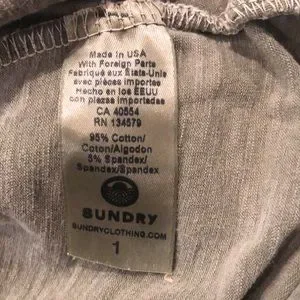 Made in USA
With Foreign Parts
Fabriqué aux États-Unis
avec pièces importées
Hecho en los EEUU
con piezas importadas
CA 40554
RN 134579
95% Cotton/
Coton/Algodon
5% Spandex/
Spandex/Spandex
SUNDRY
SUNDRYCLOTHING.COM
1